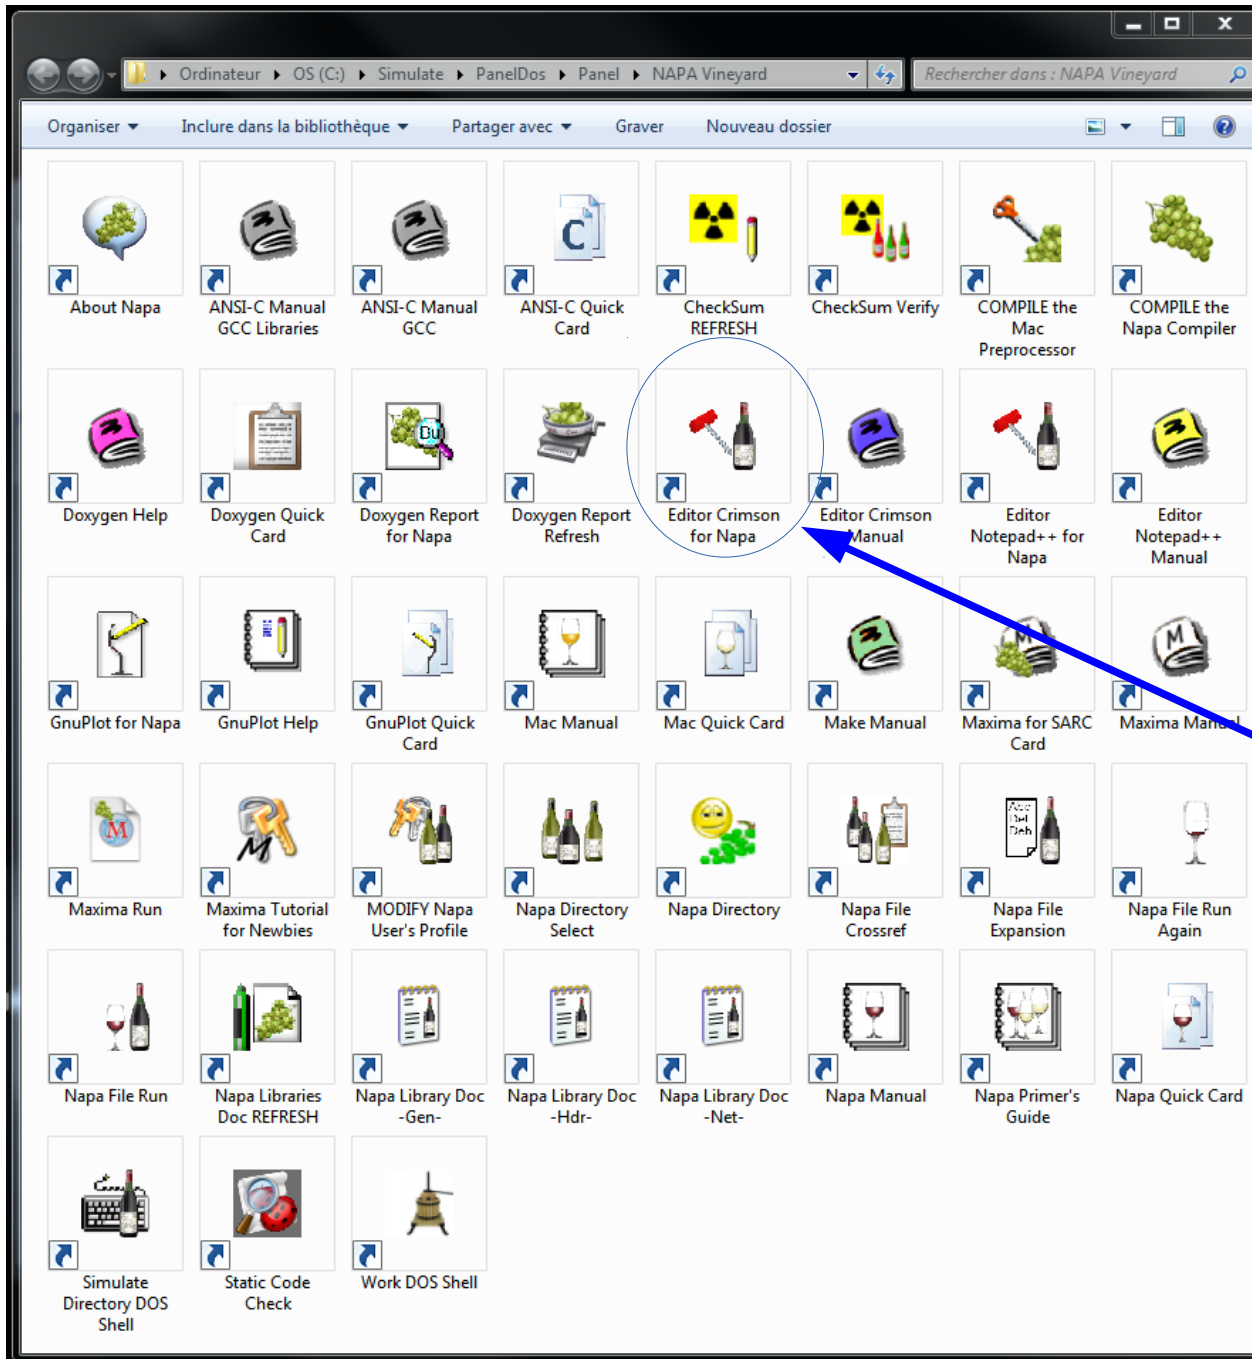 Ordinateur OS (C:) Simulate PanelDos Panel NAPA Vineyard Rechercher dans : NAPA Vineyard
Organiser Inclure dans la bibliothèque Partager avec Graver Nouveau dossier
About Napa
ANSI-C Manual
GCC Libraries
ANSI-C Manual
GCC
C
ANSI-C Quick
Card
CheckSum
REFRESH
CheckSum Verify
COMPILE the
Mac
Preprocessor
COMPILE the
Napa Compiler
Doxygen Help
Doxygen Quick
Card
Doxygen Report
for Napa
Doxygen Report
Refresh
Editor Crimson
for Napa
Editor Crimson
Manual
Editor
Notepad++ for
Napa
Editor
Notepad++
Manual
GnuPlot for Napa
GnuPlot Help
GnuPlot Quick
Card
Mac Manual
Mac Quick Card
Make Manual
M
Maxima for SARC
Card
M
Maxima Manual
M
Maxima Run
M
Maxima Tutorial
for Newbies
MODIFY Napa
User's Profile
Napa Directory
Select
Napa Directory
Napa File
Crossref
Napa File
Expansion
Napa File Run
Again
Napa File Run
Napa Libraries
Doc REFRESH
Napa Library Doc
-Gen-
Napa Library Doc
-Hdr-
Napa Library Doc
-Net-
Napa Manual
Napa Primer's
Guide
Napa Quick Card
Simulate
Directory DOS
Shell
Static Code
Check
Work DOS Shell